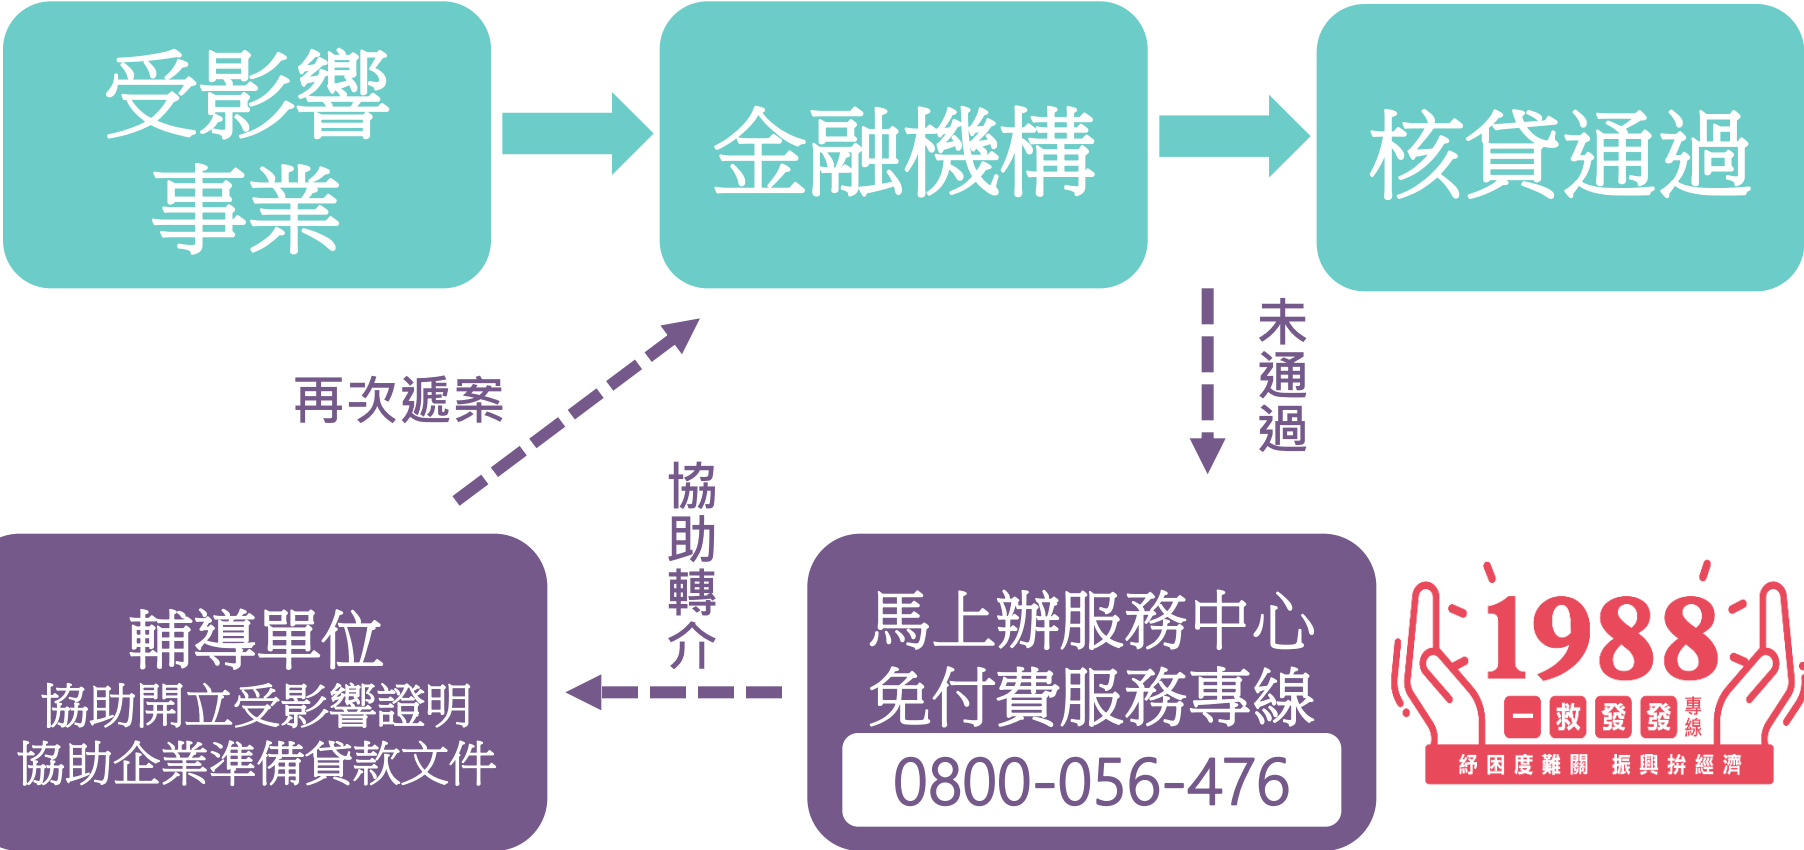 受影響
事業
金融機構
核貸通過
未通過
再次遞案
協助轉介
輔導單位
協助開立受影響證明
協助企業準備貸款文件
馬上辦服務中心
免付費服務專線
0800-056-476
1988
一救發發專線
紓困度難關 振興拚經濟